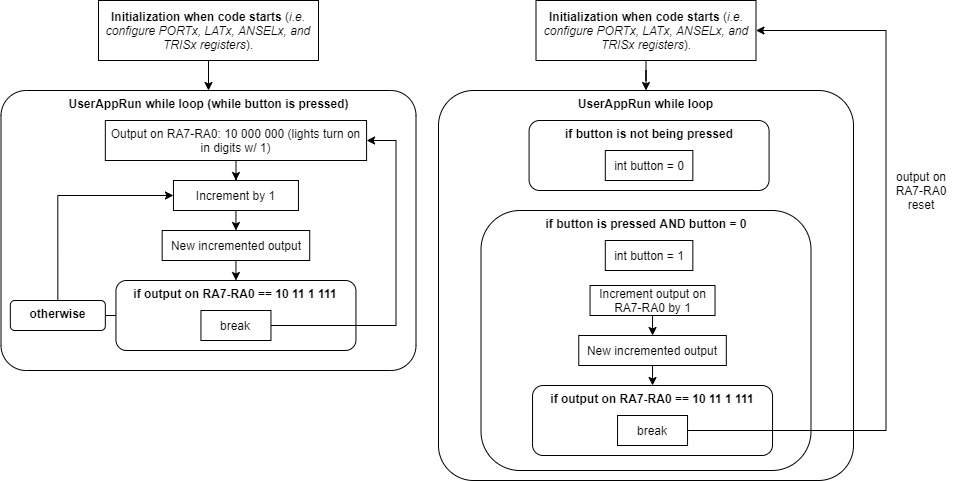 Initialization when code starts (i.e.
configure PORTx, LATx, ANSELx, and
TRISx registers).
UserAppRun while loop (while button is pressed)
Output on RA7-RA0: 10 000 000 (lights turn on
in digits w/ 1)
Increment by 1
New incremented output
if output on RA7-RA0 == 10 11 1 111
otherwise
break
Initialization when code starts (i.e.
configure PORTx, LATx, ANSELx, and
TRISx registers).
UserAppRun while loop
if button is not being pressed
int button = 0
output on
RA7-RA0
reset
if button is pressed AND button = 0
int button = 1
Increment output on
RA7-RA0 by 1
New incremented output
if output on RA7-RA0 == 10 11 1 111
break